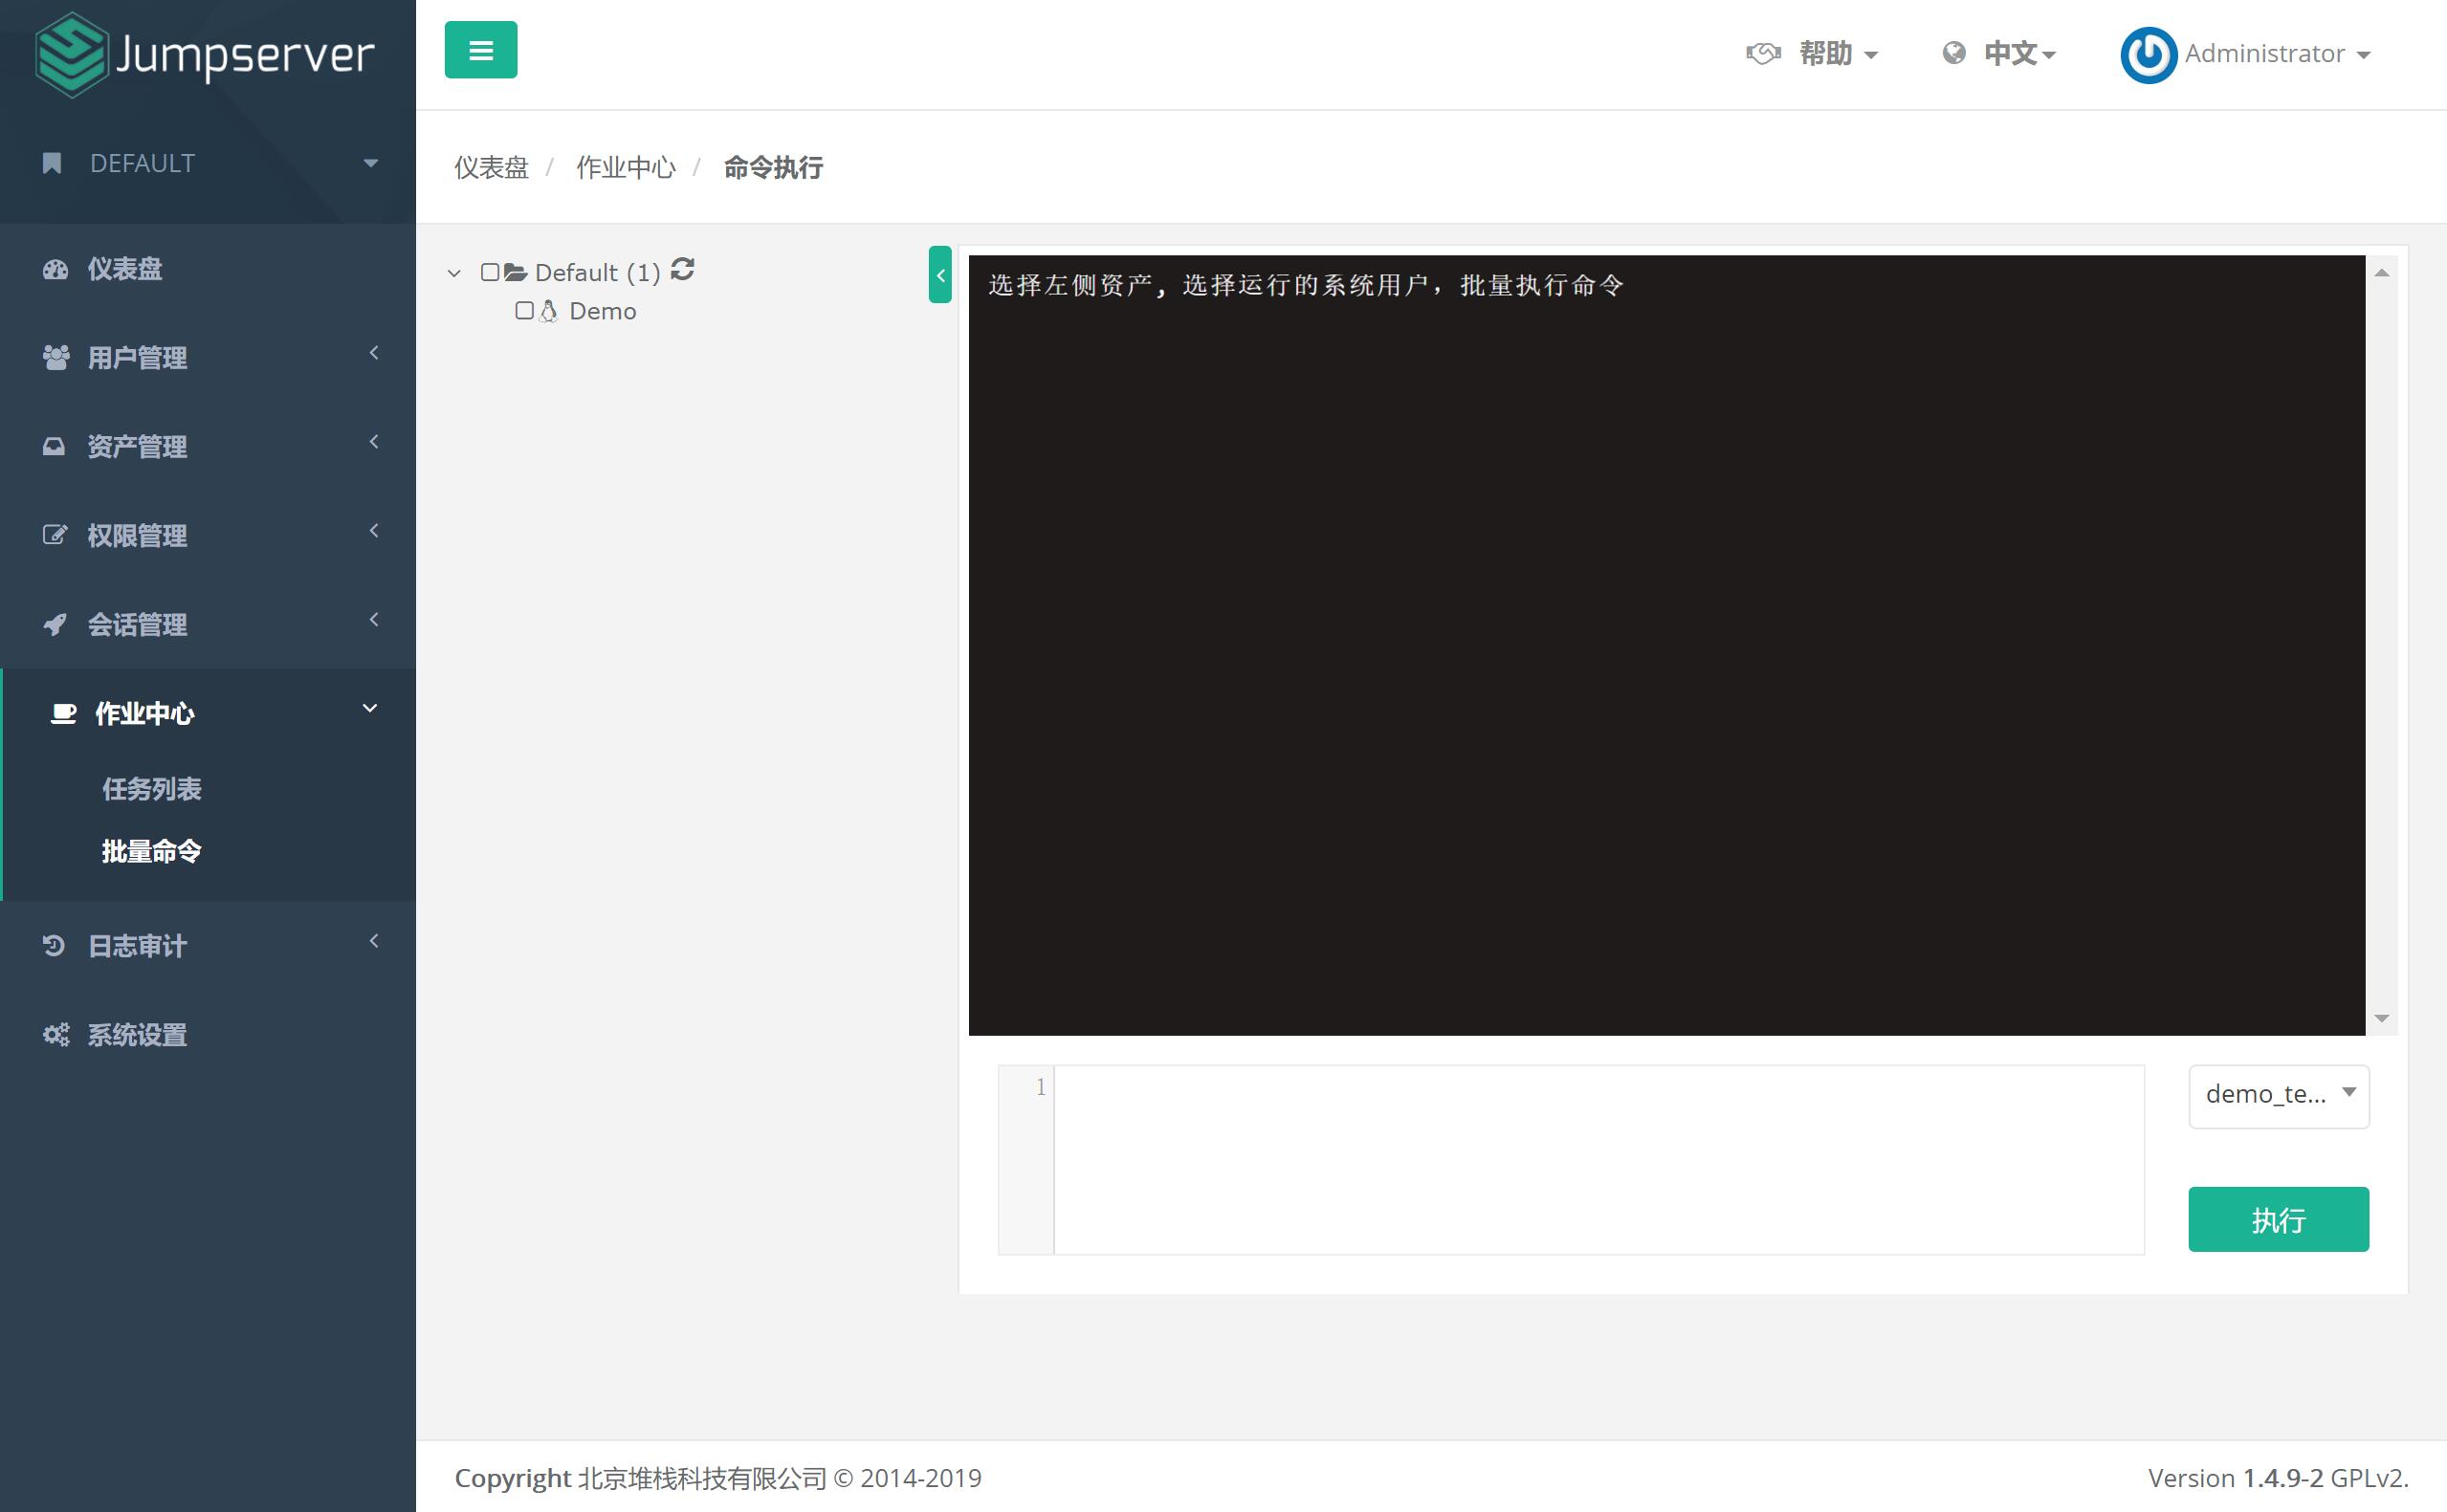 Jumpserver
DEFAULT
仪表盘
用户管理
资产管理
权限管理
会话管理
作业中心
任务列表
批量命令
日志审计
系统设置
帮助
中文
Administrator
仪表盘 / 作业中心 / 命令执行
Default (1)
Demo
选择左侧资产, 选择运行的系统用户，批量执行命令
1
demo_te...
执行
Copyright 北京堆栈科技有限公司 © 2014-2019
Version 1.4.9-2 GPLv2.